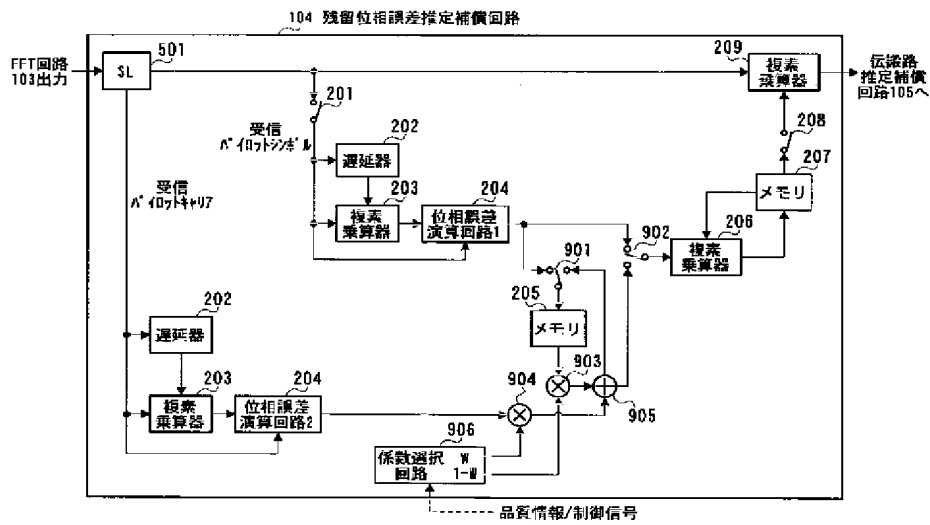 104 残留位相誤差推定補償回路
FFT回路
103出力
501
SL
209
複素
乗算器
伝搬路
推定補償
回路105へ
201
受信
パイロットシンボル
202
遅延器
208
207
メモリ
受信
パイロットキャリア
203
複素
乗算器
204
位相誤差
演算回路1
901
902
206
複素
乗算器
205
メモリ
202
遅延器
903
904
905
203
複素
乗算器
204
位相誤差
演算回路2
906
係数選択 W
回路 1-W
品質情報/制御信号